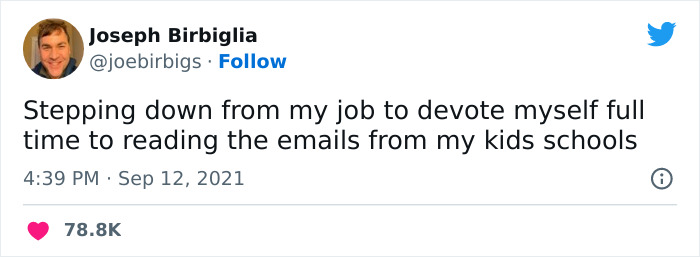 Joseph Birbiglia
@joebirbigs · Follow
Stepping down from my job to devote myself full
time to reading the emails from my kids schools
4:39 PM · Sep 12, 2021
78.8K